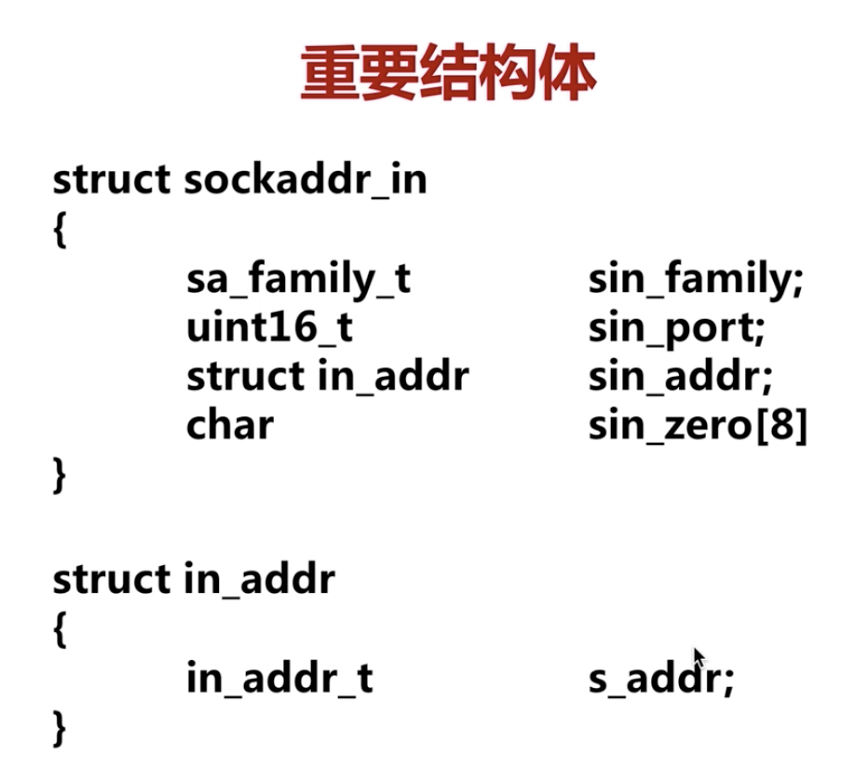 重要结构体
struct sockaddr_in
{
sa_family_t sin_family;
uint16_t sin_port;
struct in_addr sin_addr;
char sin_zero[8]
}
struct in_addr
{
in_addr_t s_addr;
}